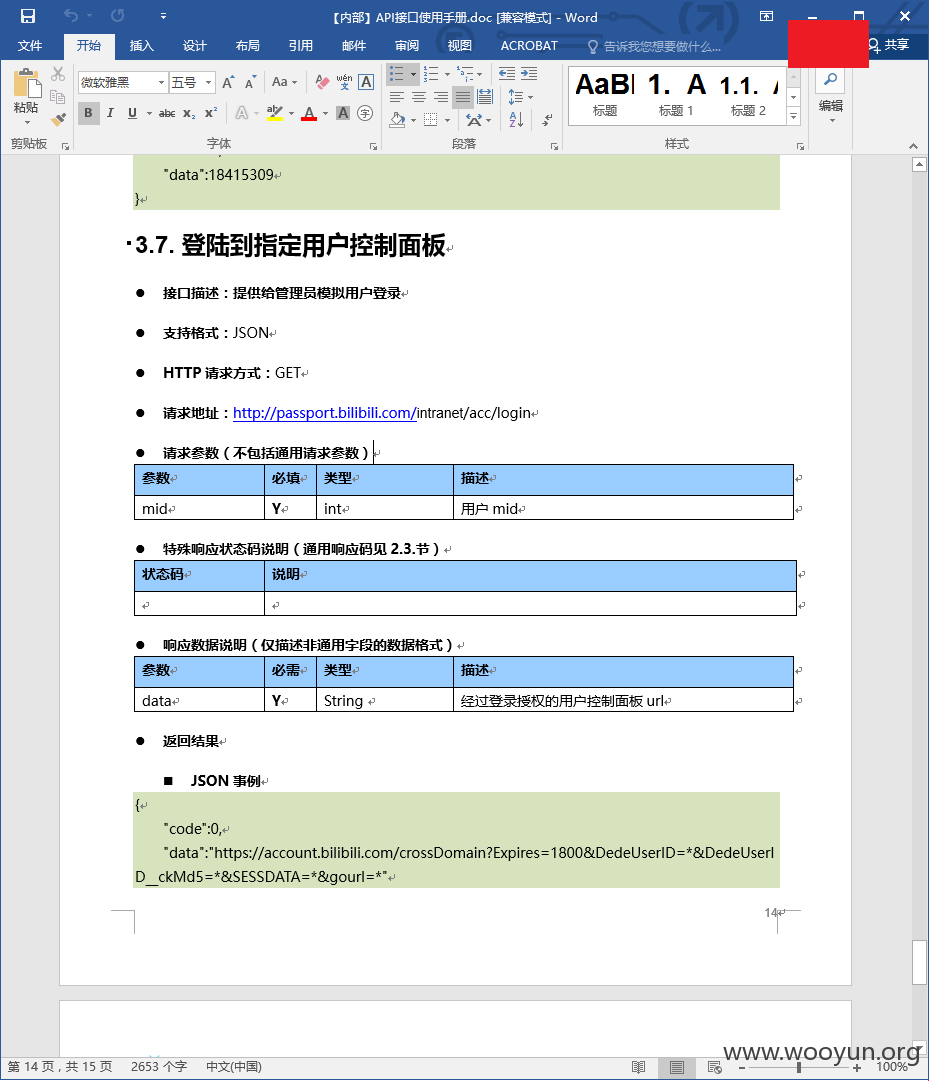 【内部】API接口使用手册.doc [兼容模式] - Word
文件 开始 插入 设计 布局 引用 邮件 审阅 视图 ACROBAT 告诉我您想要做什么... 共享
微软雅黑 五号 Aa wén 文 A AaBl 1. A 1.1.
粘贴 B I U abc x₂ x² A ab A A 字 标题 标题 1 标题 2 编辑
剪贴板 字体 段落 样式
"data":18415309
}
3.7. 登陆到指定用户控制面板
● 接口描述：提供给管理员模拟用户登录
● 支持格式：JSON
● HTTP 请求方式：GET
● 请求地址：http://passport.bilibili.com/intranet/acc/login
● 请求参数（不包括通用请求参数）
参数 必填 类型 描述
mid Y int 用户 mid
● 特殊响应状态码说明（通用响应码见 2.3.节）
状态码 说明
● 响应数据说明（仅描述非通用字段的数据格式）
参数 必需 类型 描述
data Y String 经过登录授权的用户控制面板 url
● 返回结果
■ JSON 事例
{
"code":0,
"data":"https://account.bilibili.com/crossDomain?Expires=1800&DedeUserID=*&DedeUserI
D__ckMd5=*&SESSDATA=*&gourl=*"
14
www.wooyun.org
第 14 页，共 15 页 2653 个字 中文(中国) 100%